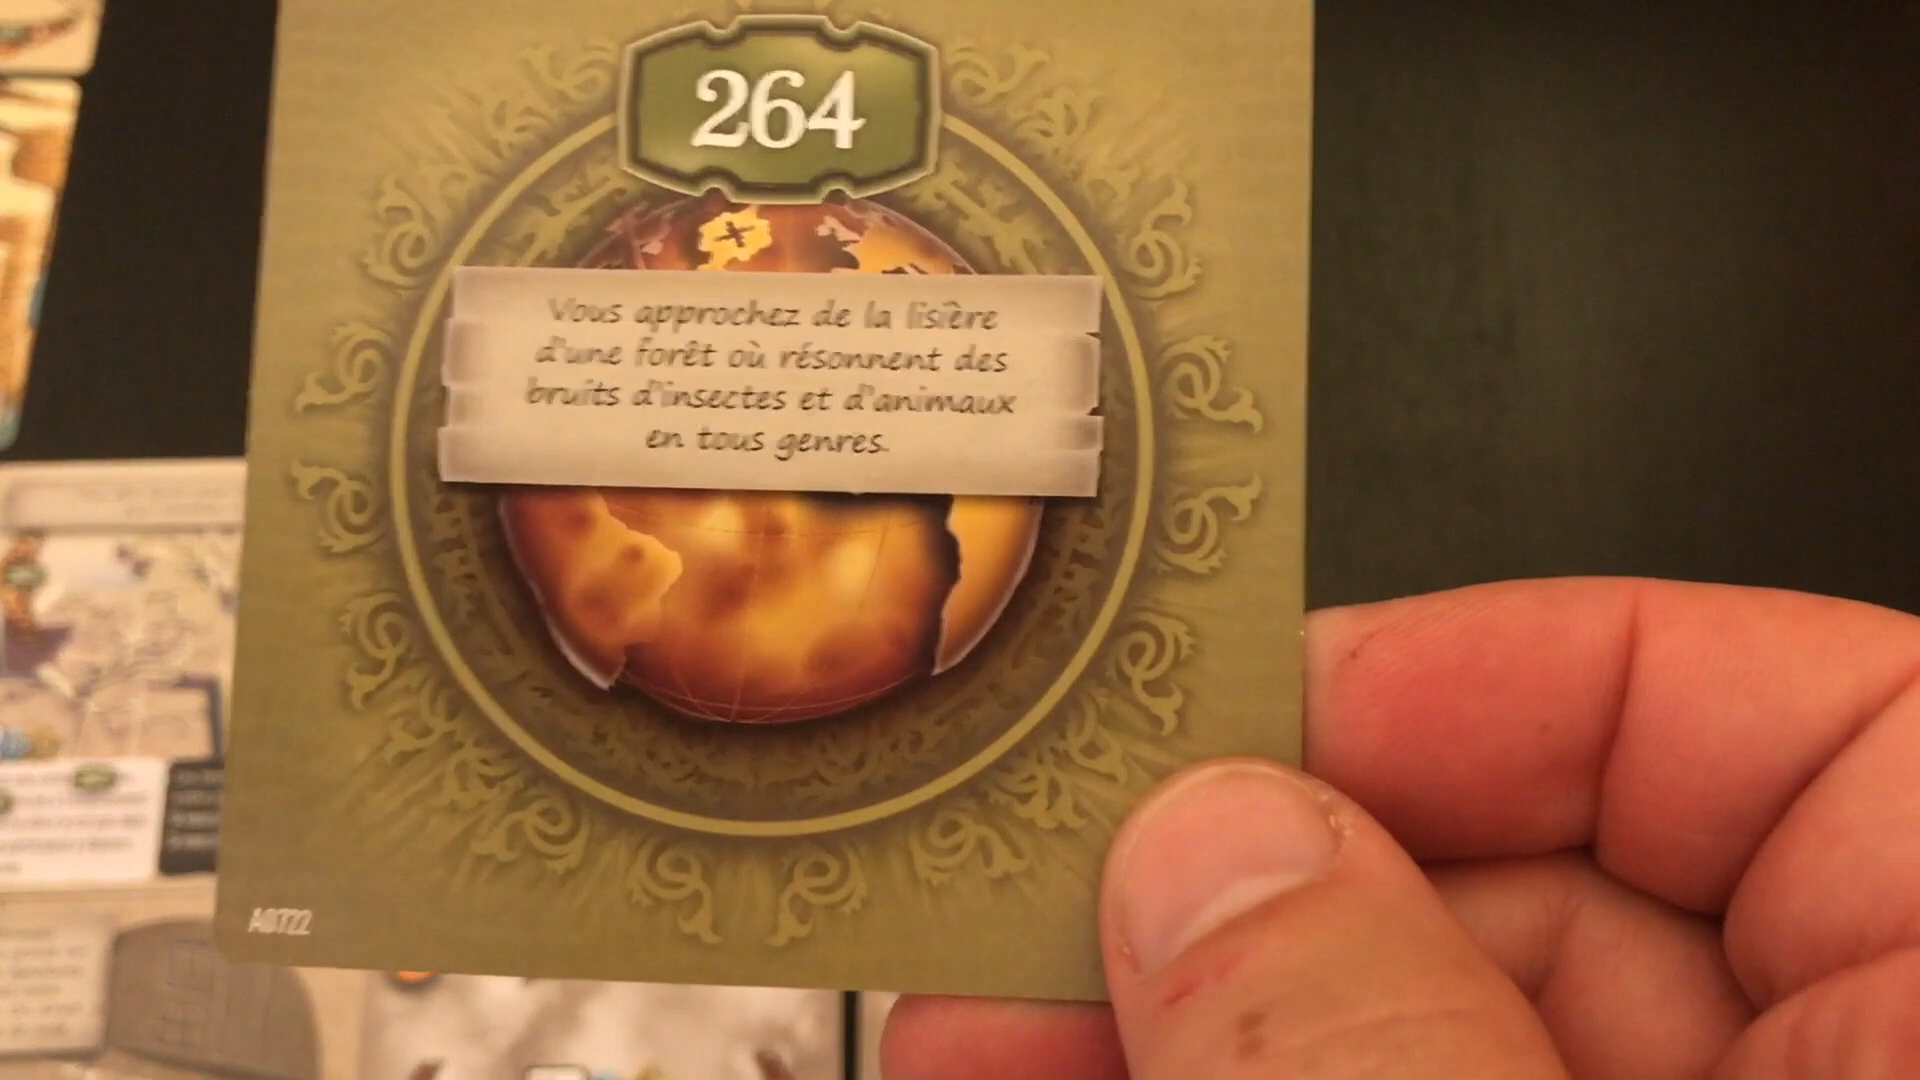 264
Vous approchez de la lisière
d'une forêt où résonnent des
bruits d'insectes et d'animaux
en tous genres.
A0722